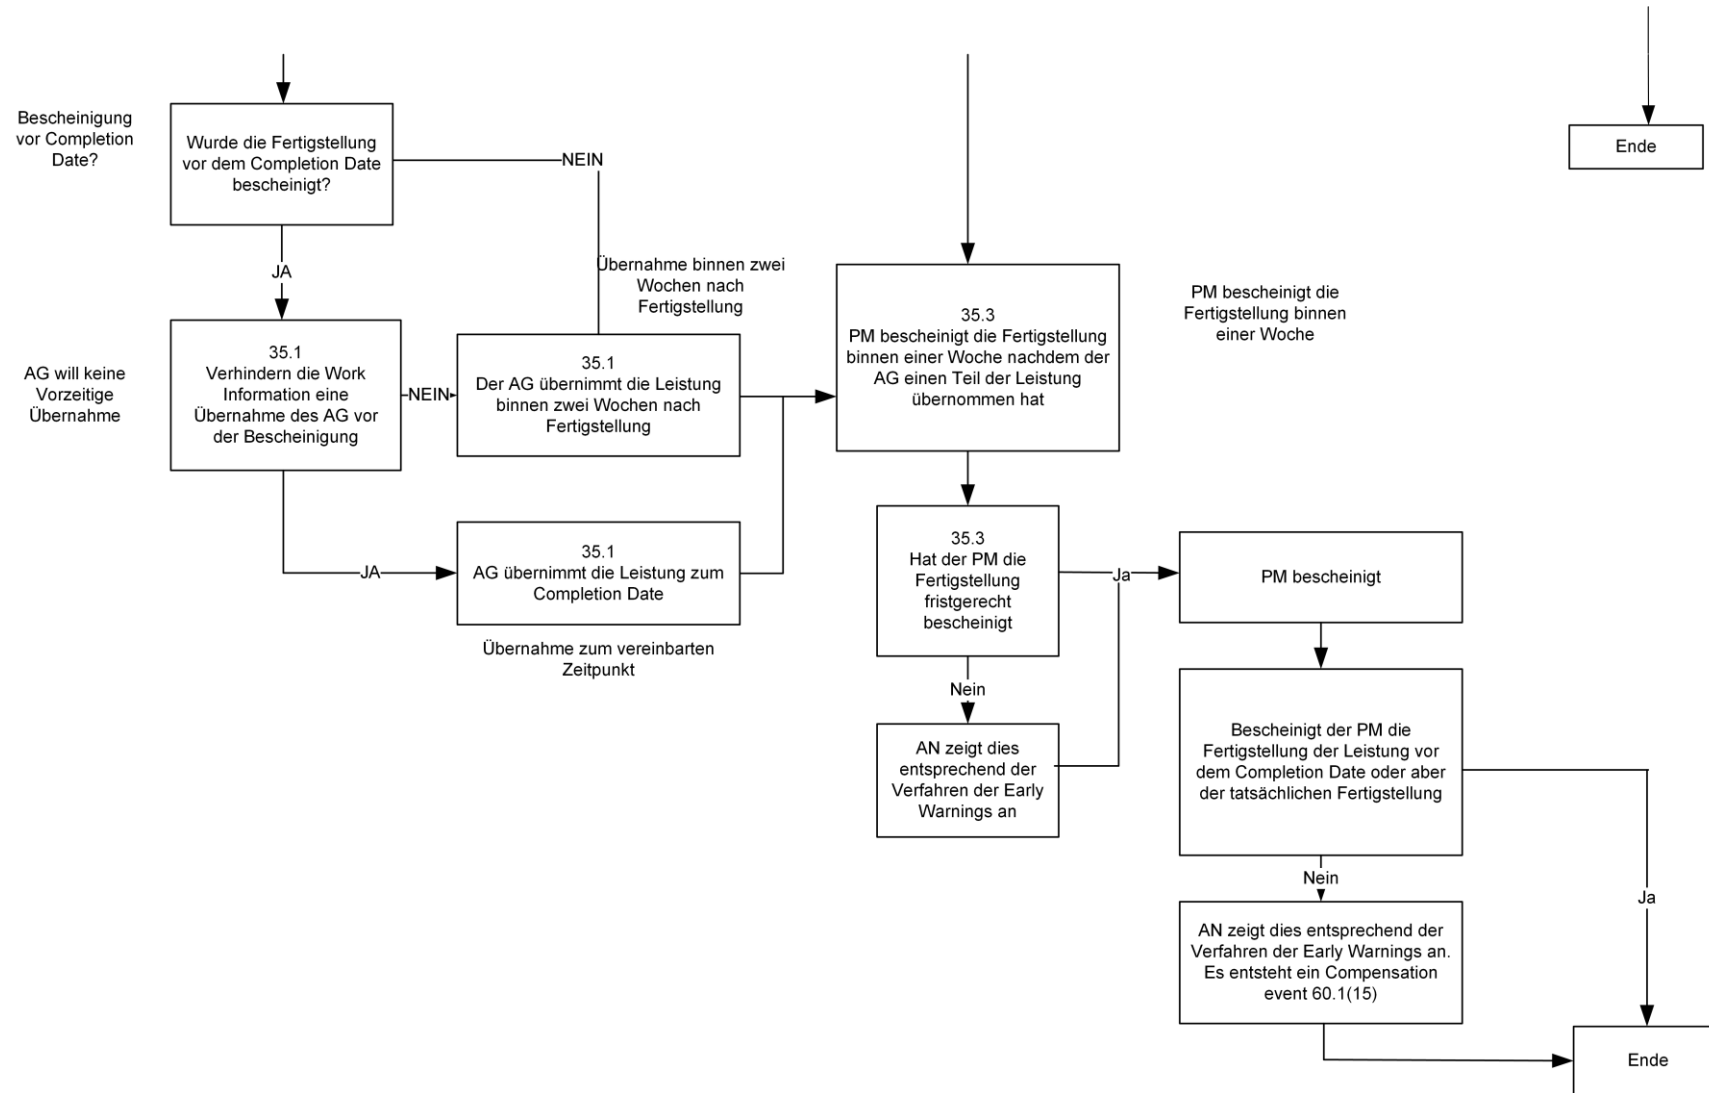 Bescheinigung
vor Completion
Date?
Wurde die Fertigstellung
vor dem Completion Date
bescheinigt?
NEIN
Ende
JA
Übernahme binnen zwei
Wochen nach
Fertigstellung
AG will keine
Vorzeitige
Übernahme
35.1
Verhindern die Work
Information eine
Übernahme des AG vor
der Bescheinigung
NEIN
35.1
Der AG übernimmt die Leistung
binnen zwei Wochen nach
Fertigstellung
35.3
PM bescheinigt die Fertigstellung
binnen einer Woche nachdem der
AG einen Teil der Leistung
übernommen hat
PM bescheinigt die
Fertigstellung binnen
einer Woche
JA
35.1
AG übernimmt die Leistung zum
Completion Date
Übernahme zum vereinbarten
Zeitpunkt
35.3
Hat der PM die
Fertigstellung
fristgerecht
bescheinigt
Ja
PM bescheinigt
Nein
AN zeigt dies
entsprechend der
Verfahren der Early
Warnings an
Bescheinigt der PM die
Fertigstellung der Leistung vor
dem Completion Date oder aber
der tatsächlichen Fertigstellung
Nein
Ja
AN zeigt dies entsprechend der
Verfahren der Early Warnings an.
Es entsteht ein Compensation
event 60.1(15)
Ende